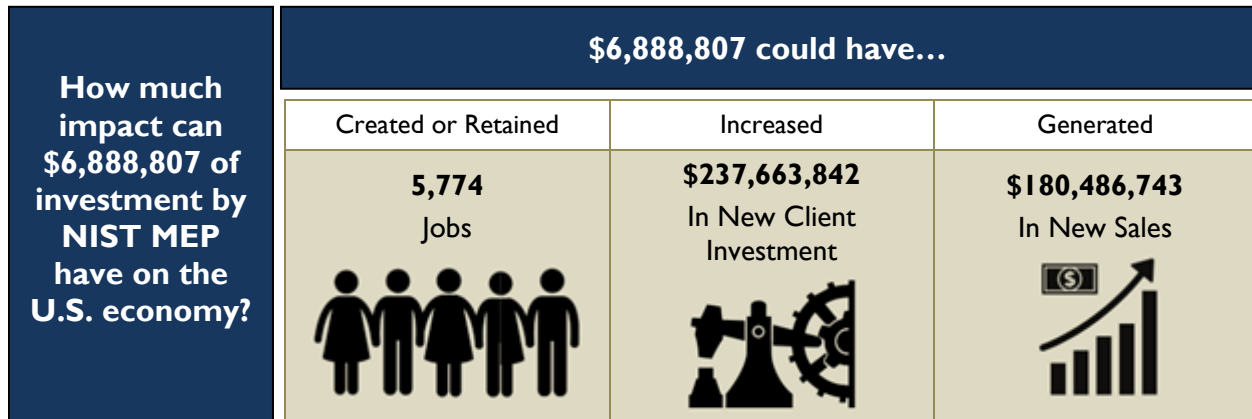 How much
impact can
$6,888,807 of
investment by
NIST MEP
have on the
U.S. economy?
$6,888,807 could have…
Created or Retained
Increased
Generated
5,774
Jobs
$237,663,842
In New Client
Investment
$180,486,743
In New Sales
$